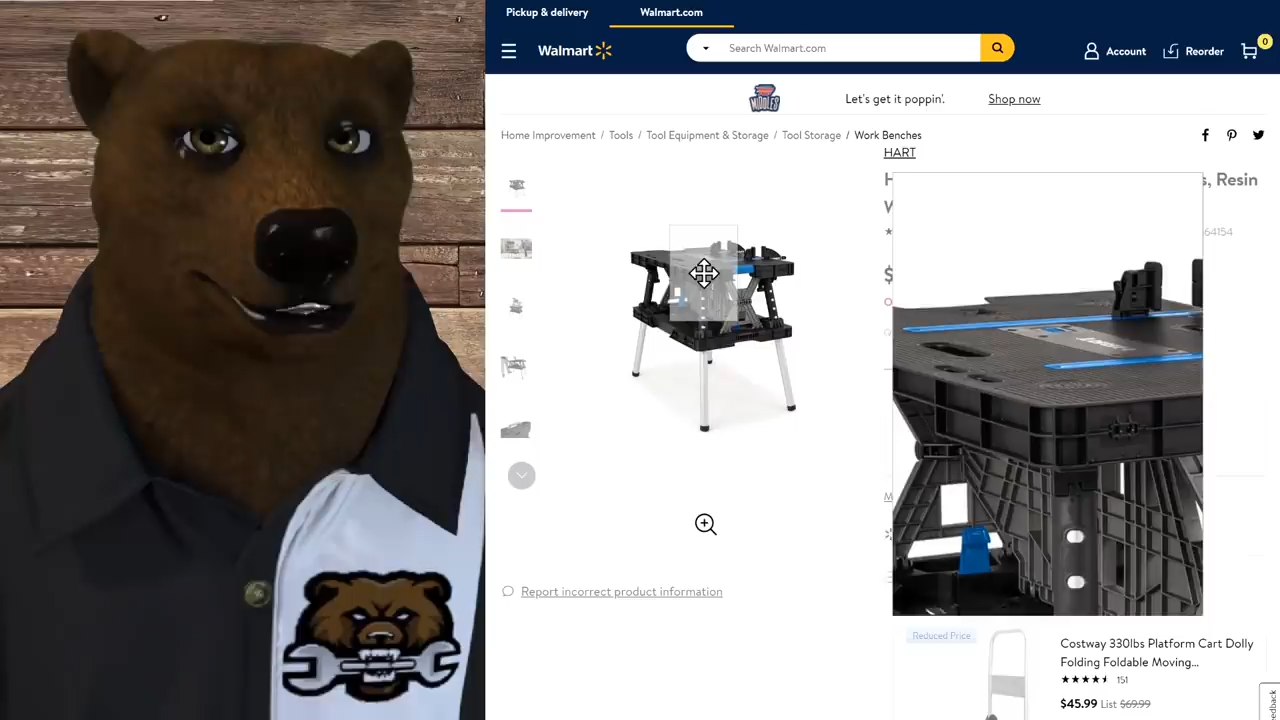 Pickup & delivery
Walmart.com
Walmart
Search Walmart.com
Account
Reorder
0
Let's get it poppin'.
Shop now
Home Improvement / Tools / Tool Equipment & Storage / Tool Storage / Work Benches
HART
H
s, Resin
W
64154
$
O
M
HART
Report incorrect product information
Reduced Price
Costway 330lbs Platform Cart Dolly
Folding Foldable Moving...
151
$45.99 List $69.99